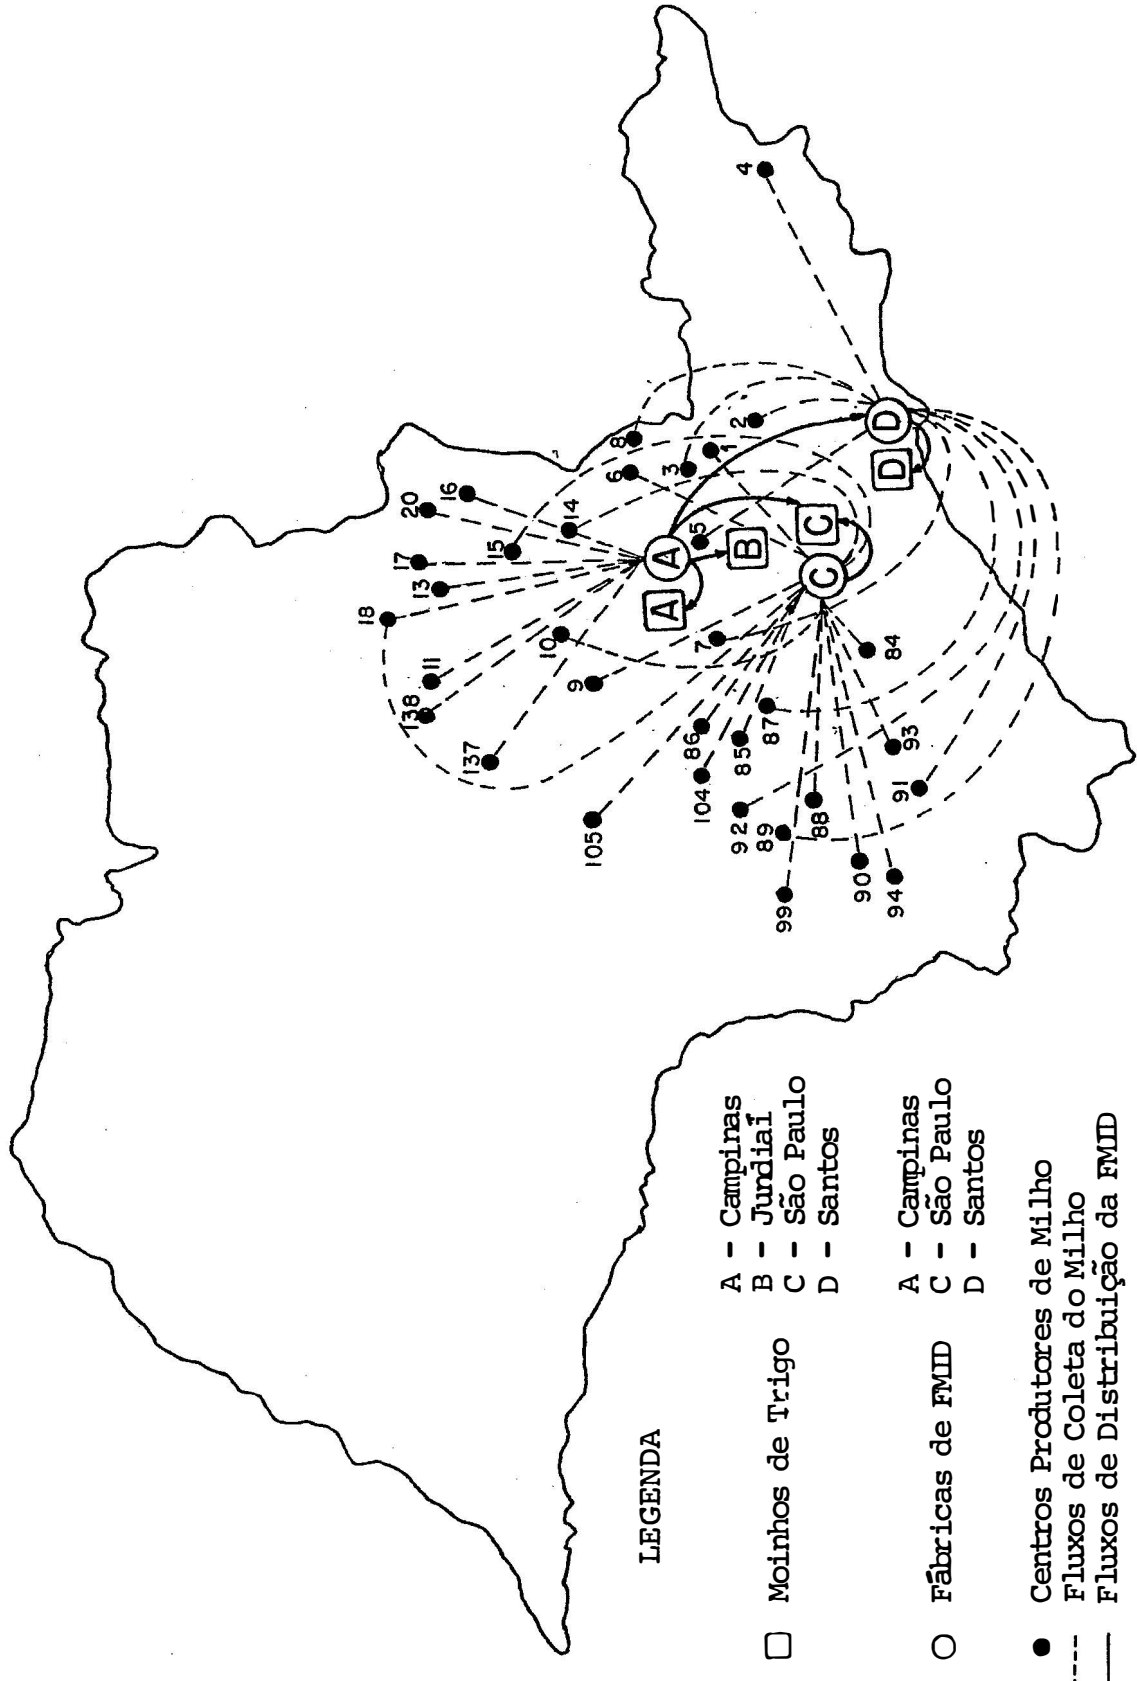 4
8
2
3
1
6
16
20
14
17
15
5
13
18
10
7
11
9
138
84
137
87
86
85
93
104
105
91
92
88
89
90
94
99
A
B
C
D
A
C
D
LEGENDA
Moinhos de Trigo
A - Campinas
B - Jundiaí
C - São Paulo
D - Santos
Fábricas de FMID
A - Campinas
C - São Paulo
D - Santos
Centros Produtores de Milho
Fluxos de Coleta do Milho
Fluxos de Distribuição da FMID